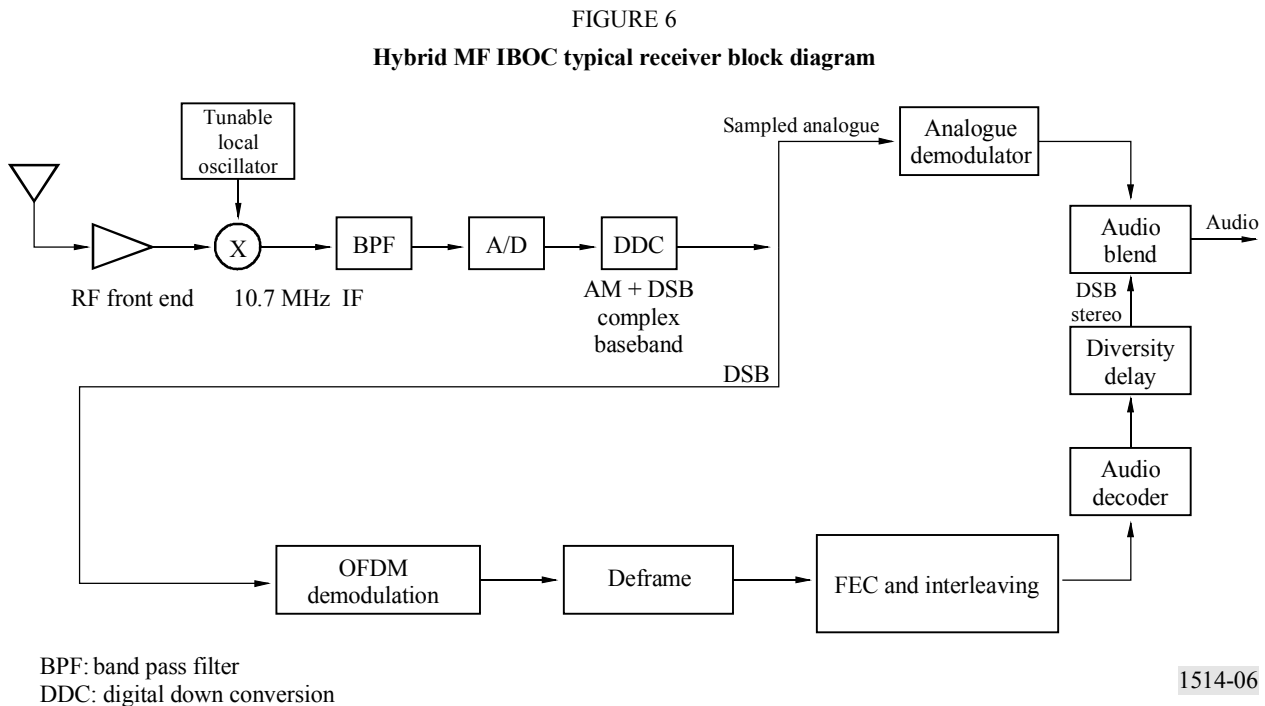 FIGURE 6
Hybrid MF IBOC typical receiver block diagram
Tunable
local
oscillator
Sampled analogue
Analogue
demodulator
X
BPF
A/D
DDC
Audio
blend
Audio
RF front end
10.7 MHz IF
AM + DSB
complex
baseband
DSB
stereo
Diversity
delay
DSB
Audio
decoder
OFDM
demodulation
Deframe
FEC and interleaving
BPF: band pass filter
DDC: digital down conversion
1514-06